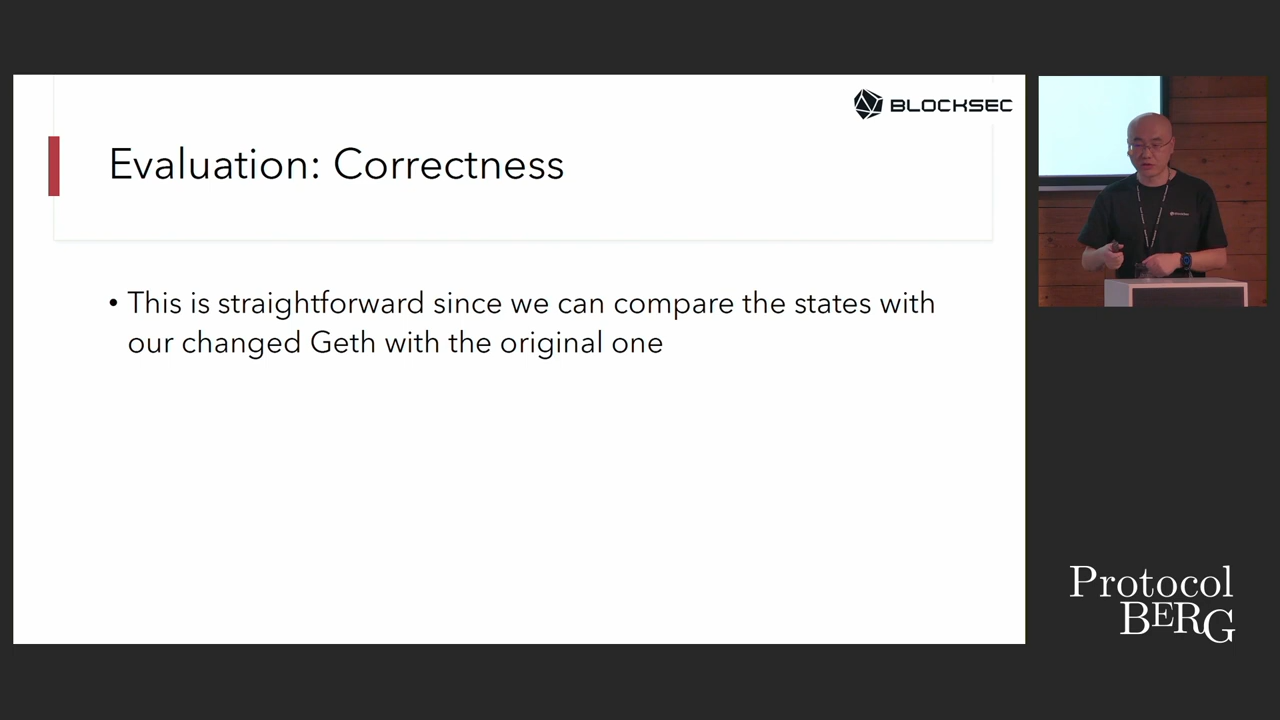 BLOCKSEC
Evaluation: Correctness
• This is straightforward since we can compare the states with
our changed Geth with the original one
Protocol
BERG